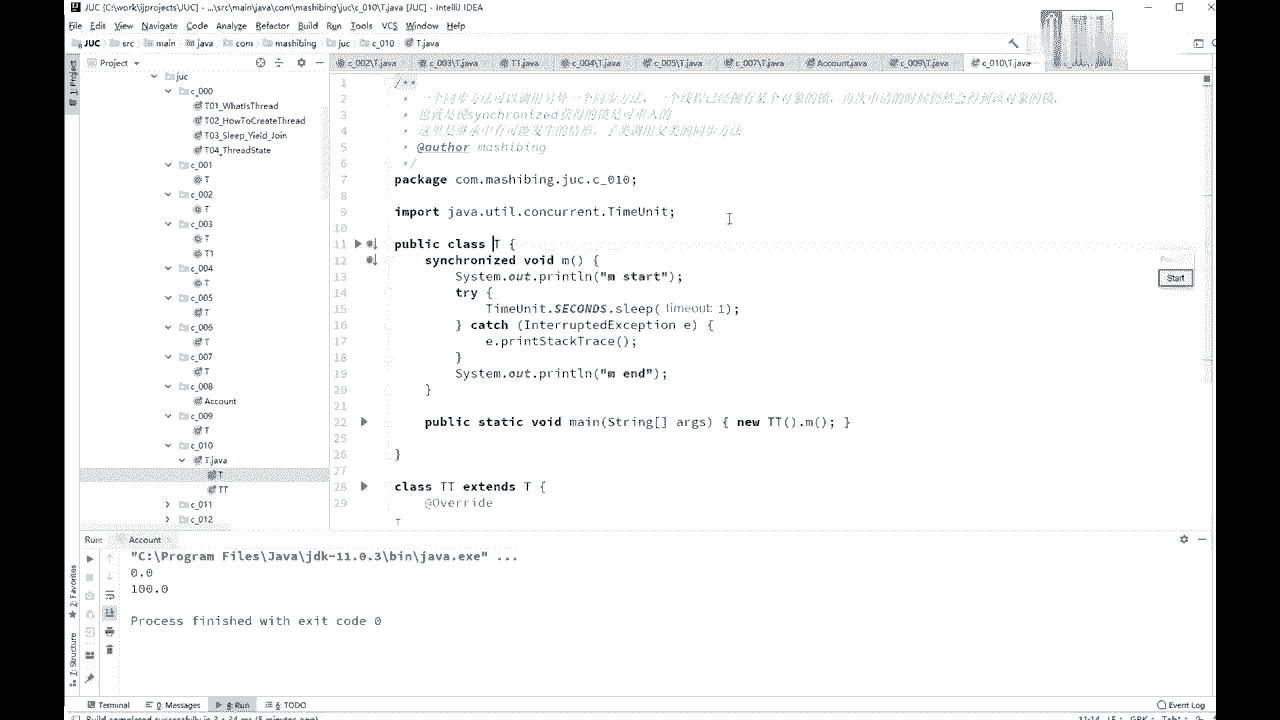 JUC [C:\work\ijprojects\JUC] - ...\src\main\java\com\mashibing\juc\c_010\T.java [JUC] - IntelliJ IDEA
File Edit View Navigate Code Analyze Refactor Build Run Tools VCS Window Help
JUC src main java com mashibing juc c_010 T.java
Project
c_002\T.java c_003\T.java T1.java c_004\T.java c_005\T.java c_007\T.java Account.java c_009\T.java c_010\T.java
juc
c_000
T01_WhatIsThread
T02_HowToCreateThread
T03_Sleep_Yield_Join
T04_ThreadState
c_001
T
c_002
T
c_003
T
T1
c_004
T
c_005
T
c_006
T
c_007
T
c_008
Account
c_009
T
c_010
T.java
T
TT
c_011
c_012
1 /**
2 * 一个同步方法可以调用另外一个同步方法，一个线程已经拥有某个对象的锁，再次申请的时候仍然会得到该对象的锁.
3 * 也就是说synchronized获得的锁是可重入的
4 * 这里是继承中有可能发生的情形，子类调用父类的同步方法
5 * @author mashibing
6 */
7 package com.mashibing.juc.c_010;
8
9 import java.util.concurrent.TimeUnit;
10
11 public class T {
12 synchronized void m() {
13 System.out.println("m start");
14 try {
15 TimeUnit.SECONDS.sleep( timeout: 1);
16 } catch (InterruptedException e) {
17 e.printStackTrace();
18 }
19 System.out.println("m end");
20 }
21
22 public static void main(String[] args) { new TT().m(); }
25
26 }
27
28 class TT extends T {
29 @Override
T
Start
1: Project
2: Favorites
7: Structure
Run: Account
"C:\Program Files\Java\jdk-11.0.3\bin\java.exe" ...
0.0
100.0
Process finished with exit code 0
Terminal 0: Messages 4: Run 6: TODO
Event Log